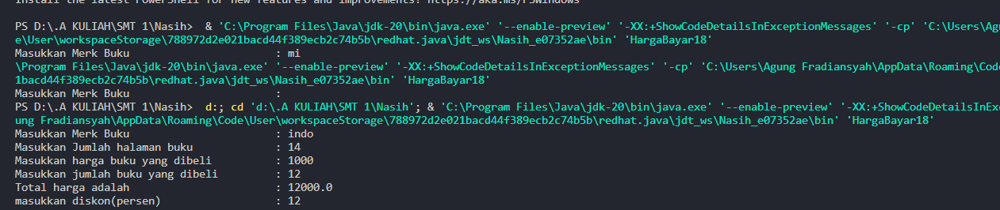 Install the latest PowerShell for new features and improvements! https://aka.ms/PSWindows
PS D:\.A KULIAH\SMT 1\Nasih>  & 'C:\Program Files\Java\jdk-20\bin\java.exe' '--enable-preview' '-XX:+ShowCodeDetailsInExceptionMessages' '-cp' 'C:\Users\Agu
e\User\workspaceStorage\788972d2e021bacd44f389ecb2c74b5b\redhat.java\jdt_ws\Nasih_e07352ae\bin' 'HargaBayar18'
Masukkan Merk Buku : mi
\Program Files\Java\jdk-20\bin\java.exe' '--enable-preview' '-XX:+ShowCodeDetailsInExceptionMessages' '-cp' 'C:\Users\Agung Fradiansyah\AppData\Roaming\Code
1bacd44f389ecb2c74b5b\redhat.java\jdt_ws\Nasih_e07352ae\bin' 'HargaBayar18'
Masukkan Merk Buku :
PS D:\.A KULIAH\SMT 1\Nasih>  d:; cd 'd:\.A KULIAH\SMT 1\Nasih'; & 'C:\Program Files\Java\jdk-20\bin\java.exe' '--enable-preview' '-XX:+ShowCodeDetailsInEx
ung Fradiansyah\AppData\Roaming\Code\User\workspaceStorage\788972d2e021bacd44f389ecb2c74b5b\redhat.java\jdt_ws\Nasih_e07352ae\bin' 'HargaBayar18'
Masukkan Merk Buku : indo
Masukkan Jumlah halaman buku : 14
Masukkan harga buku yang dibeli : 1000
Masukkan jumlah buku yang dibeli : 12
Total harga adalah : 12000.0
masukkan diskon(persen) : 12